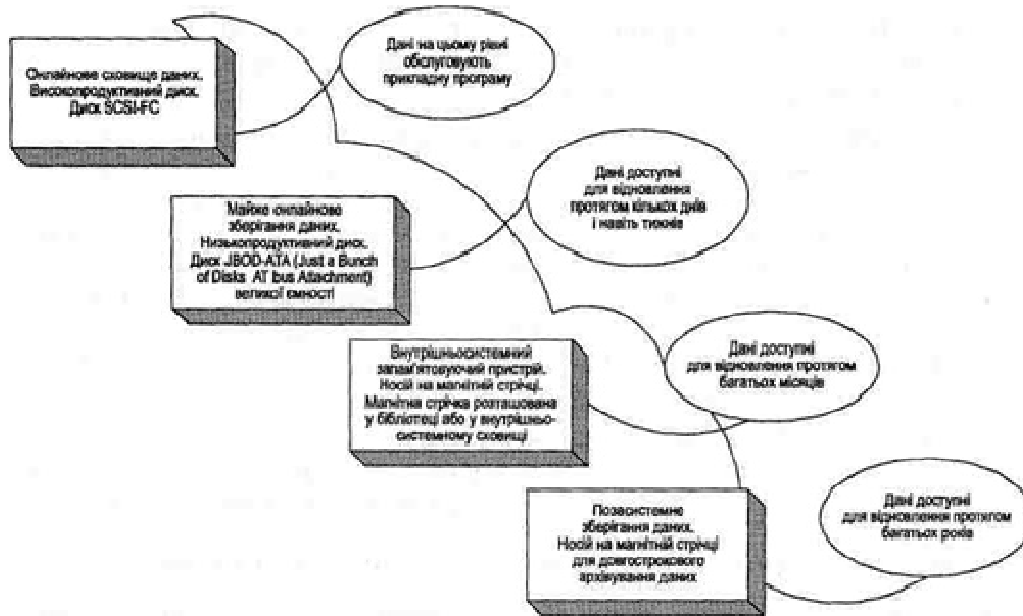 Онлайнове сховище даних.
Високопродуктивний диск.
Диск SCSI-FC
Дані на цьому рівні
обслуговують
прикладну програму
Майже онлайнове
зберігання даних.
Низькопродуктивний диск.
Диск JBOD-ATA (Just a Bunch
of Disks AT bus Attachment)
великої ємності
Дані доступні
для відновлення
протягом кількох днів
і навіть тижнів
Внутрішньосистемний
запам'ятовуючий пристрій.
Носій на магнітній стрічці.
Магнітна стрічка розташована
у бібліотеці або у внутрішньо-
системному сховищі
Дані доступні
для відновлення протягом
багатьох місяців
Позасистемне
зберігання даних.
Носій на магнітній стрічці
для довгострокового
архівування даних
Дані доступні
для відновлення протягом
багатьох років